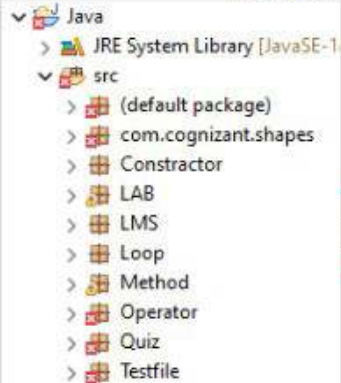 Java
JRE System Library [JavaSE-1
src
(default package)
com.cognizant.shapes
Constractor
LAB
LMS
Loop
Method
Operator
Quiz
Testfile